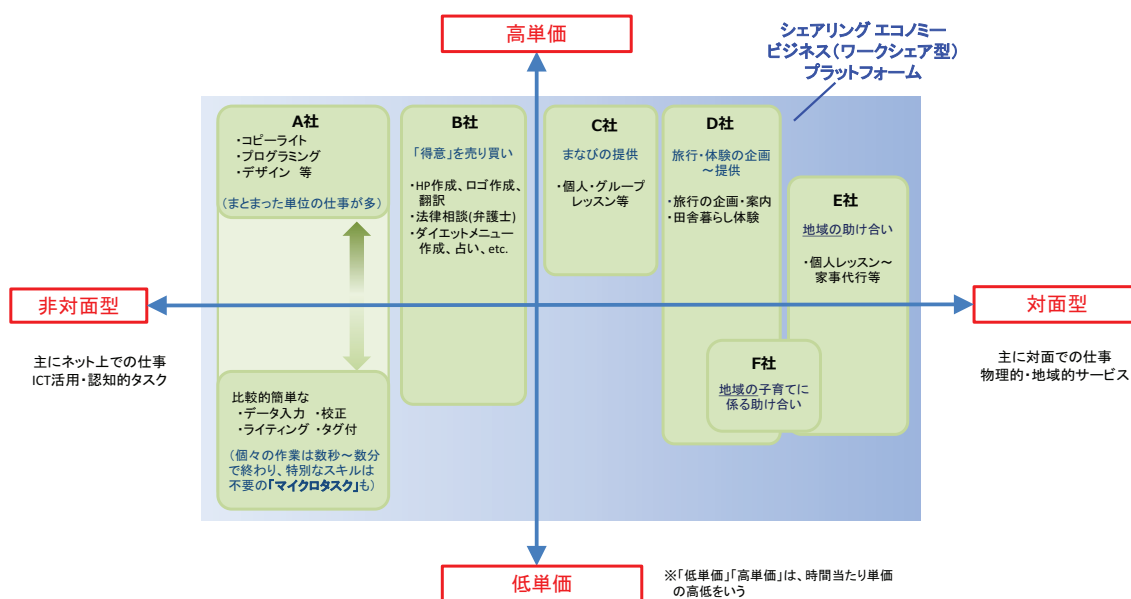 高単価
シェアリング エコノミー
ビジネス(ワークシェア型)
プラットフォーム
A社
・コピーライト
・プログラミング
・デザイン 等
(まとまった単位の仕事が多)
B社
「得意」を売り買い
・HP作成、ロゴ作成、
翻訳
・法律相談(弁護士)
・ダイエットメニュー
作成、占い、etc.
C社
まなびの提供
・個人・グループ
レッスン等
D社
旅行・体験の企画
～提供
・旅行の企画・案内
・田舎暮らし体験
E社
地域の助け合い
・個人レッスン～
家事代行等
非対面型
主にネット上での仕事
ICT活用・認知的タスク
対面型
主に対面での仕事
物理的・地域的サービス
F社
地域の子育てに
係る助け合い
比較的簡単な
・データ入力 ・校正
・ライティング ・タグ付
(個々の作業は数秒～数分
で終わり、特別なスキルは
不要の「マイクロタスク」も)
低単価
※「低単価」「高単価」は、時間当たり単価
の高低をいう